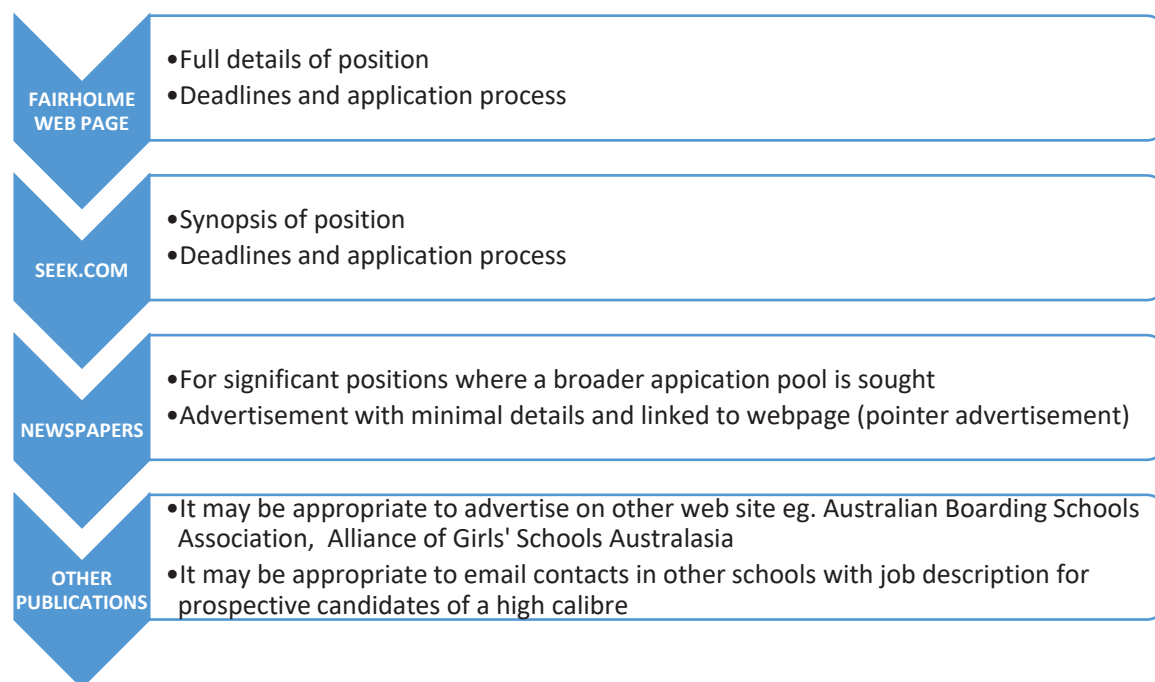 FAIRHOLME
WEB PAGE
•Full details of position
•Deadlines and application process
SEEK.COM
•Synopsis of position
•Deadlines and application process
NEWSPAPERS
•For significant positions where a broader appication pool is sought
•Advertisement with minimal details and linked to webpage (pointer advertisement)
OTHER
PUBLICATIONS
•It may be appropriate to advertise on other web site eg. Australian Boarding Schools
Association, Alliance of Girls' Schools Australasia
•It may be appropriate to email contacts in other schools with job description for
prospective candidates of a high calibre